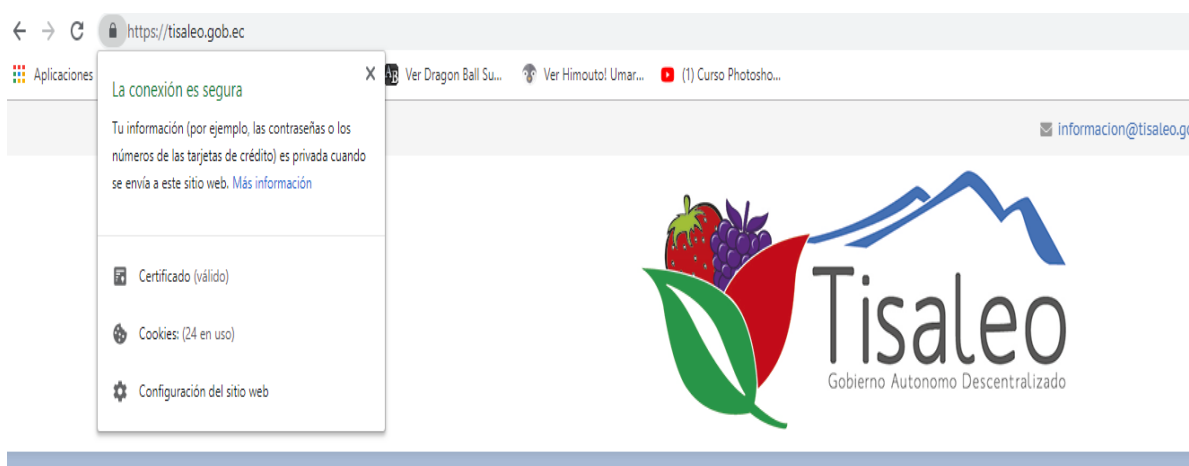 https://tisaleo.gob.ec
Aplicaciones
AB Ver Dragon Ball Su...
Ver Himouto! Umar...
(1) Curso Photosho...
La conexión es segura
Tu información (por ejemplo, las contraseñas o los
números de las tarjetas de crédito) es privada cuando
se envía a este sitio web. Más información
Certificado (válido)
Cookies: (24 en uso)
Configuración del sitio web
informacion@tisaleo.go
Tisaleo
Gobierno Autonomo Descentralizado